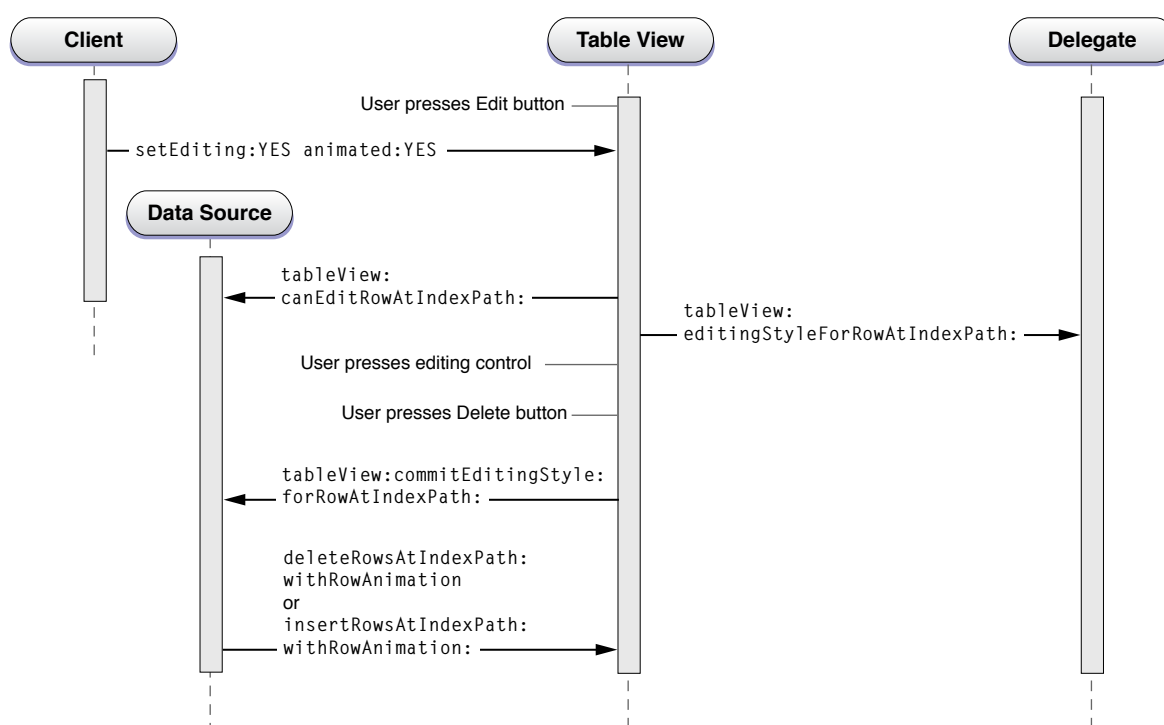 Client
Table View
Delegate
User presses Edit button
setEditing:YES animated:YES
Data Source
tableView:
canEditRowAtIndexPath:
tableView:
editingStyleForRowAtIndexPath:
User presses editing control
User presses Delete button
tableView:commitEditingStyle:
forRowAtIndexPath:
deleteRowsAtIndexPath:
withRowAnimation
or
insertRowsAtIndexPath:
withRowAnimation: